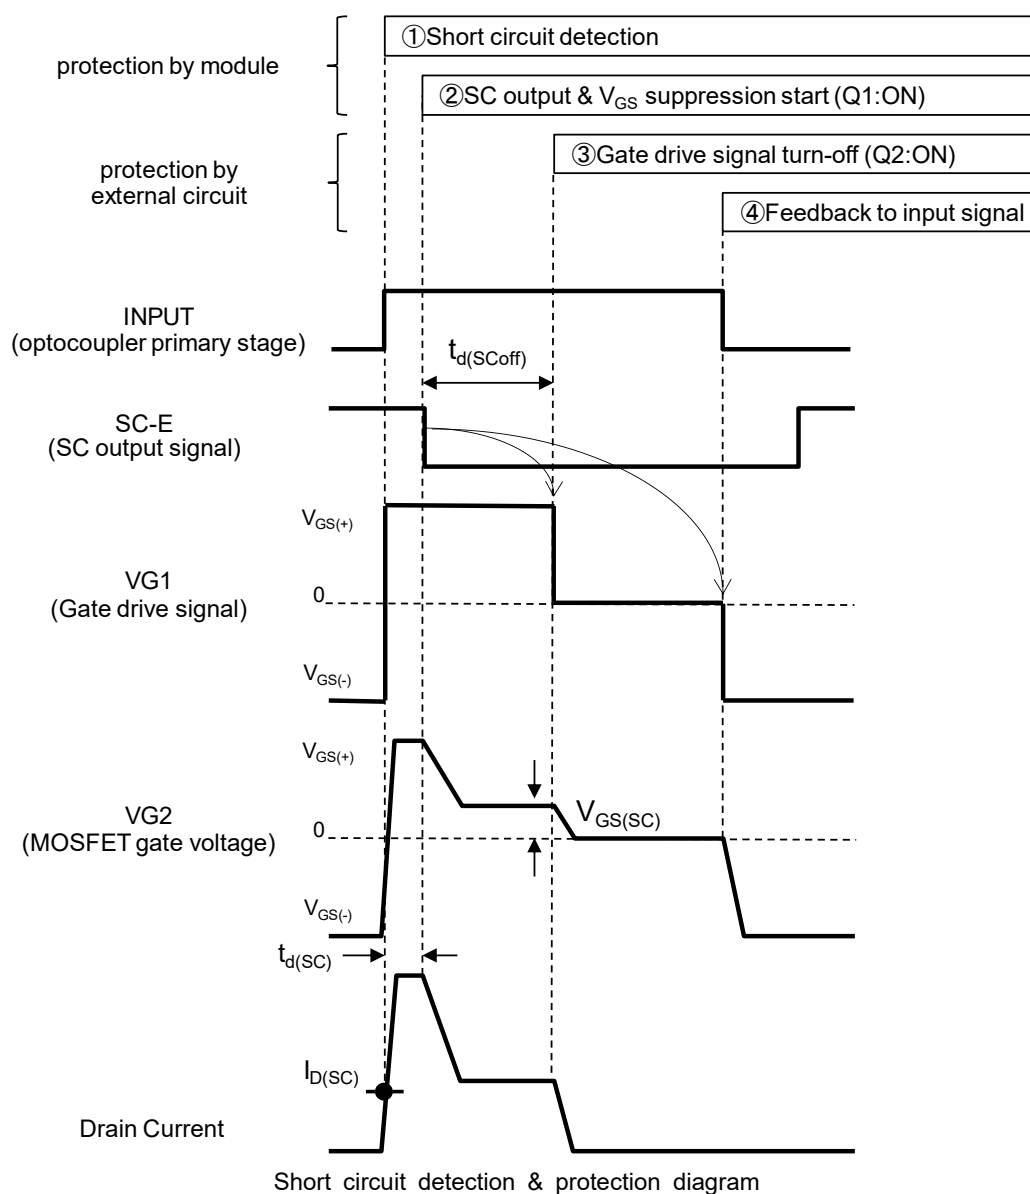 ①Short circuit detection
protection by module
②SC output & VGS suppression start (Q1:ON)
③Gate drive signal turn-off (Q2:ON)
protection by
external circuit
④Feedback to input signal
INPUT
(optocoupler primary stage)
td(SCoff)
SC-E
(SC output signal)
VGS(+)
VG1
(Gate drive signal)
0
VGS(-)
VGS(+)
VG2
(MOSFET gate voltage)
VGS(SC)
0
VGS(-)
td(SC)
ID(SC)
Drain Current
Short circuit detection & protection diagram